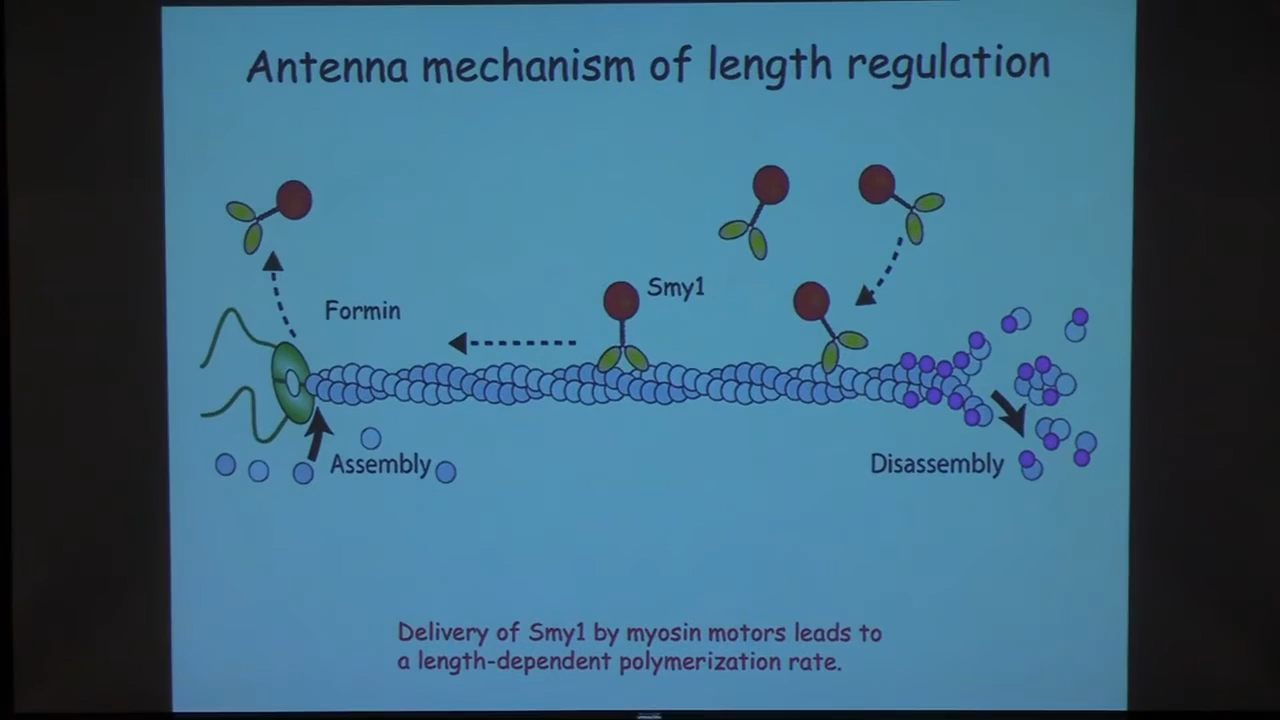 Antenna mechanism of length regulation
Smy1
Formin
Assembly
Disassembly
Delivery of Smy1 by myosin motors leads to
a length-dependent polymerization rate.